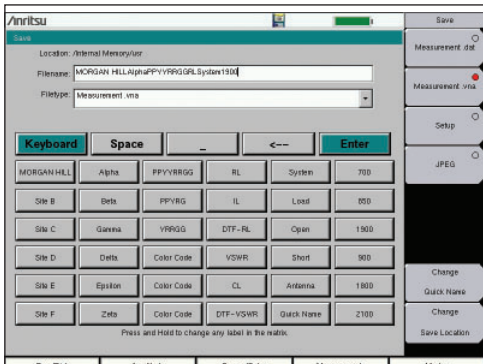 Anritsu
Save
Save
Location: /Internal Memory/usr
Filename: MORGAN HILLAlphaPPYYRRGGRLSystem1900
Filetype: Measurement .vna
Keyboard Space _ <-- Enter
MORGAN HILL Alpha PPYYRRGG RL System 700
Site B Beta PPYRG IL Load 850
Site C Gamma YRRGG DTF-RL Open 1900
Site D Delta Color Code VSWR Short 900
Site E Epsilon Color Code CL Antenna 1800
Site F Zeta Color Code DTF-VSWR Quick Name 2100
Press and Hold to change any label in the matrix.
Measurement .dat
Measurement .vna
Setup
JPEG
Change
Quick Name
Change
Save Location